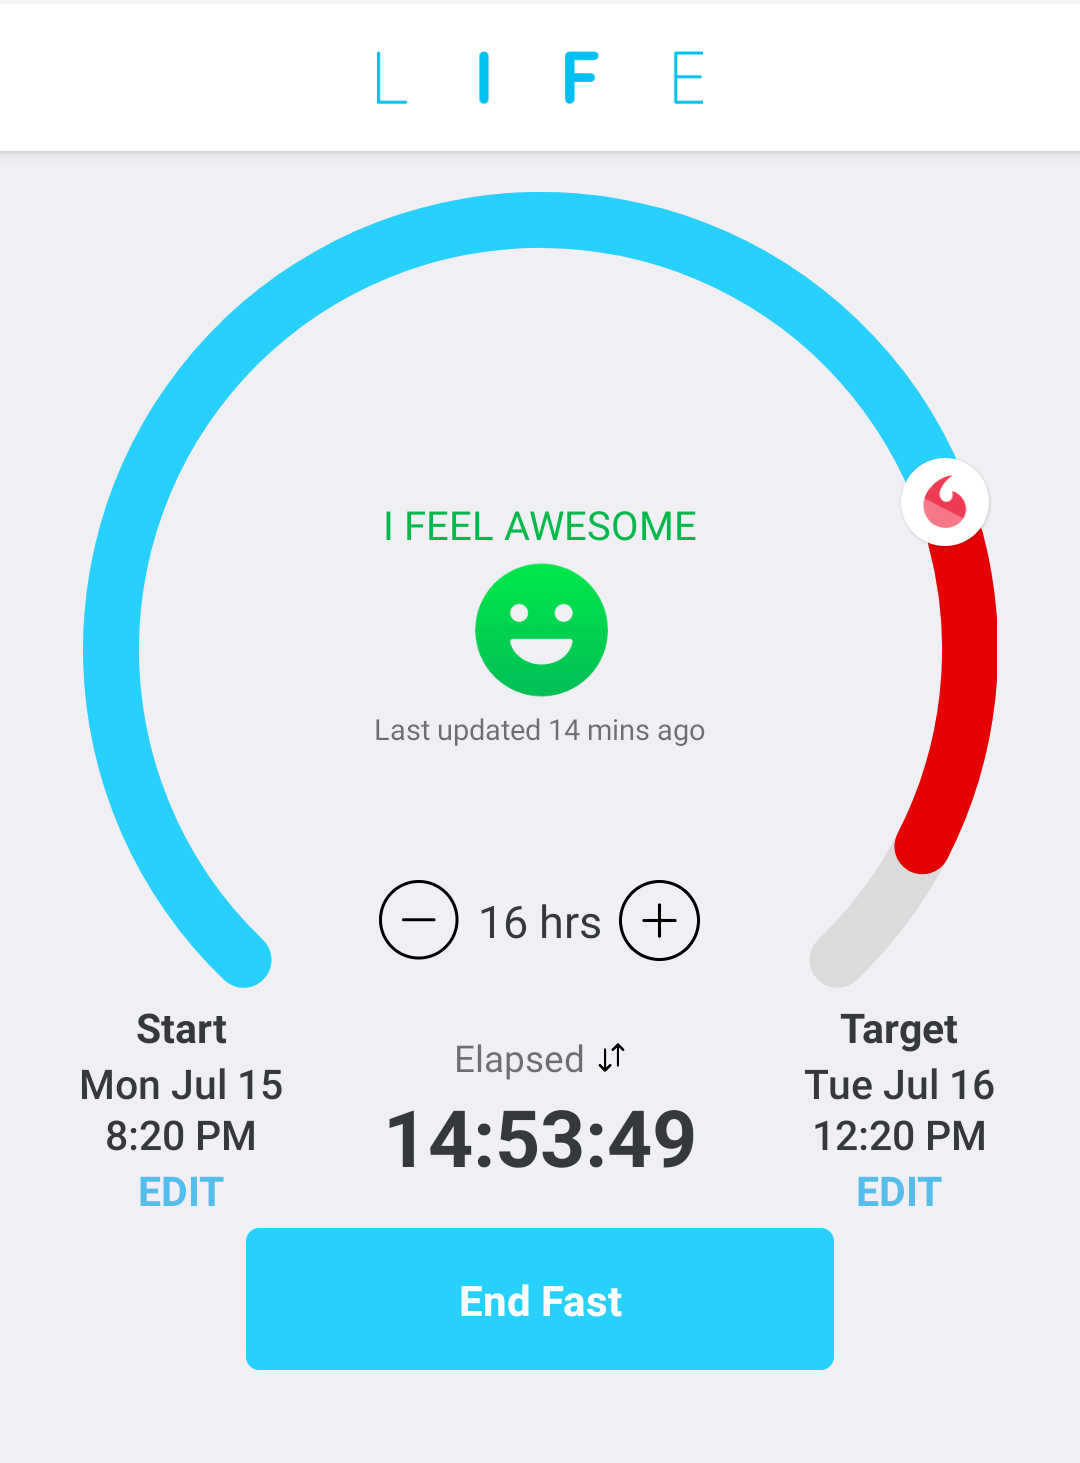 LIFE
I FEEL AWESOME
Last updated 14 mins ago
16 hrs
Start
Mon Jul 15
8:20 PM
EDIT
Elapsed
14:53:49
Target
Tue Jul 16
12:20 PM
EDIT
End Fast